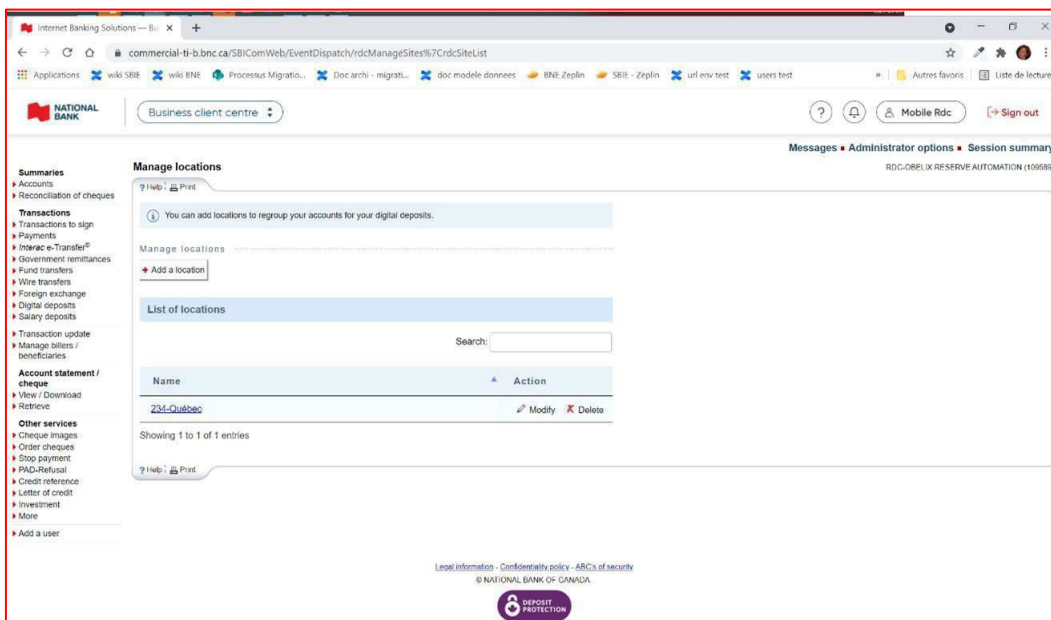 Internet Banking Solutions — Bu
commercial-ti-b.bnc.ca/SBIComWeb/EventDispatch/rdcManageSites%7CrdcSiteList
Applications wiki SBIE wiki BNE Processus Migratio... Doc archi - migrati... doc modele donnees BNE Zeplin SBIE - Zeplin url env test users test » Autres favoris Liste de lecture
NATIONAL
BANK
Business client centre
? Mobile Rdc Sign out
Messages Administrator options Session summary
RDC-OBELIX RESERVE AUTOMATION (109589
Summaries
Accounts
Reconciliation of cheques
Transactions
Transactions to sign
Payments
Interac e-Transfer®
Government remittances
Fund transfers
Wire transfers
Foreign exchange
Digital deposits
Salary deposits
Transaction update
Manage billers /
beneficiaries
Account statement /
cheque
View / Download
Retrieve
Other services
Cheque images
Order cheques
Stop payment
PAD-Refusal
Credit reference
Letter of credit
Investment
More
Add a user
Manage locations
? Help Print
You can add locations to regroup your accounts for your digital deposits.
Manage locations
+ Add a location
List of locations
Search:
Name Action
234-Québec Modify X Delete
Showing 1 to 1 of 1 entries
? Help Print
Legal information - Confidentiality policy - ABC's of security
© NATIONAL BANK OF CANADA
DEPOSIT
PROTECTION